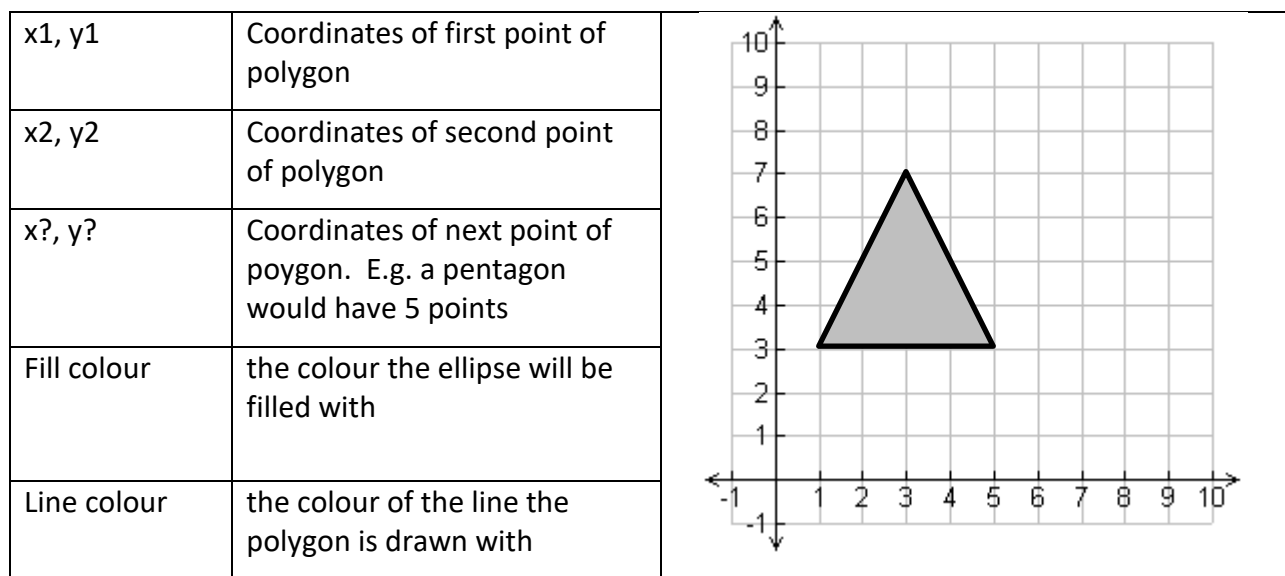 x1, y1
Coordinates of first point of
polygon
x2, y2
Coordinates of second point
of polygon
x?, y?
Coordinates of next point of
poygon. E.g. a pentagon
would have 5 points
Fill colour
the colour the ellipse will be
filled with
Line colour
the colour of the line the
polygon is drawn with
10
9
8
7
6
5
4
3
2
1
-1 1 2 3 4 5 6 7 8 9 10
-1